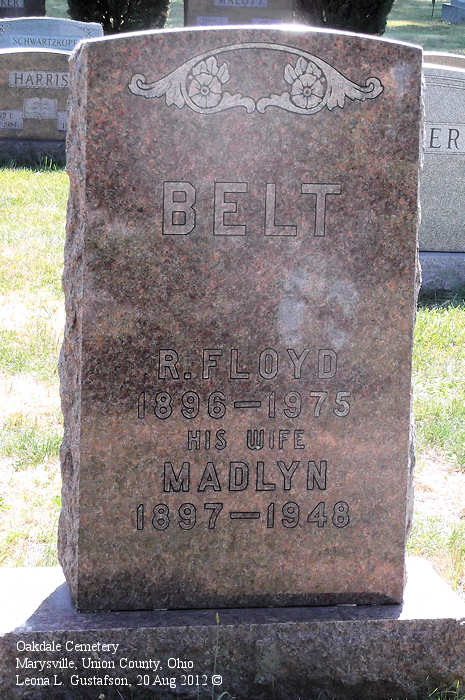 MALOTT
SCHWARTZKOPF
HARRIS
BELT
R. FLOYD
1896—1975
HIS WIFE
MADLYN
1897—1948
Oakdale Cemetery
Marysville, Union County, Ohio
Leona L. Gustafson, 20 Aug 2012 ©